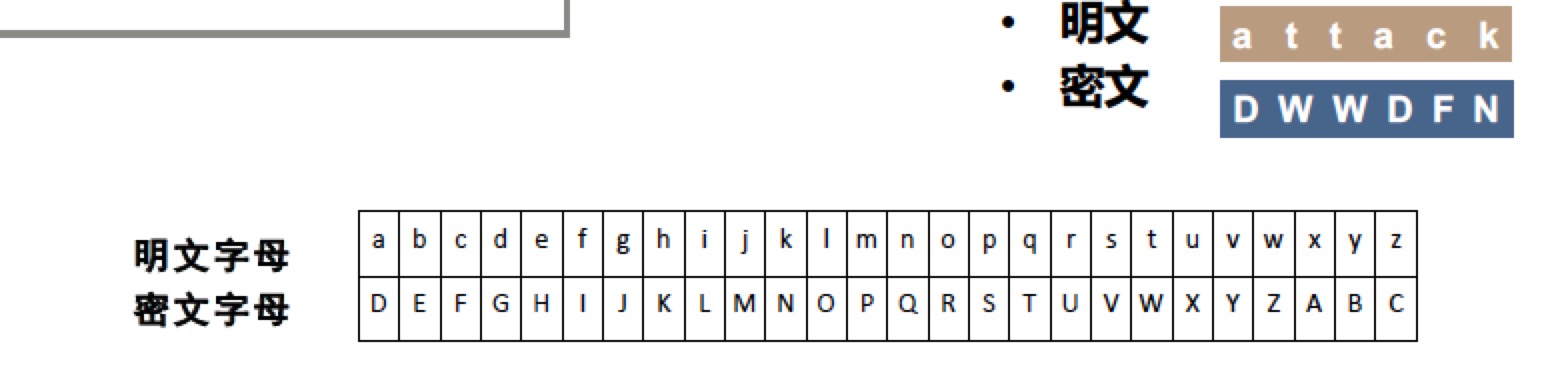 • 明文 a t t a c k
• 密文 D W W D F N
明文字母 a b c d e f g h i j k l m n o p q r s t u v w x y z
密文字母 D E F G H I J K L M N O P Q R S T U V W X Y Z A B C